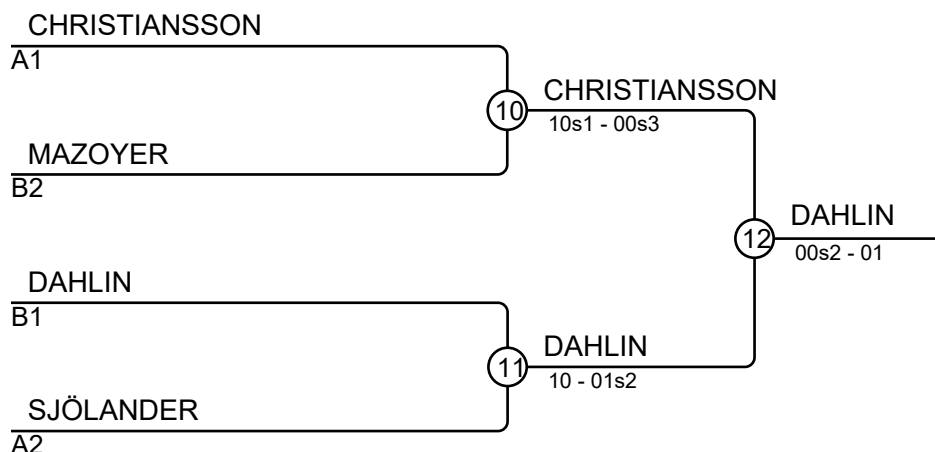 CHRISTIANSSON
A1
10
CHRISTIANSSON
10s1 - 00s3
MAZOYER
B2
12
DAHLIN
00s2 - 01
DAHLIN
B1
11
DAHLIN
10 - 01s2
SJÖLANDER
A2